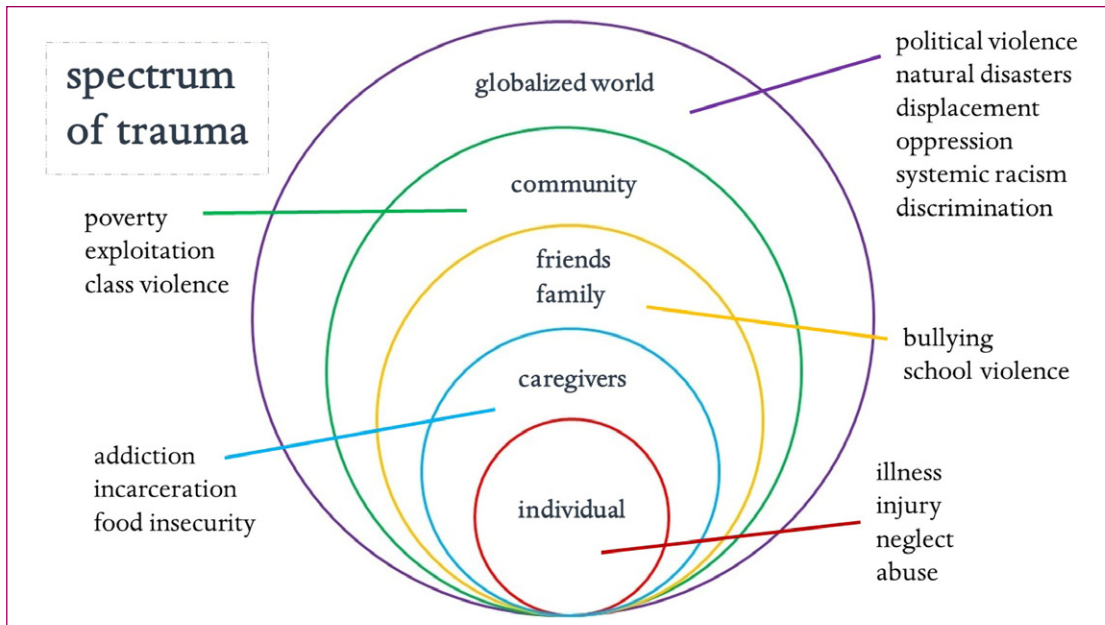 spectrum
of trauma
globalized world
political violence
natural disasters
displacement
oppression
systemic racism
discrimination
community
poverty
exploitation
class violence
friends
family
bullying
school violence
caregivers
addiction
incarceration
food insecurity
individual
illness
injury
neglect
abuse